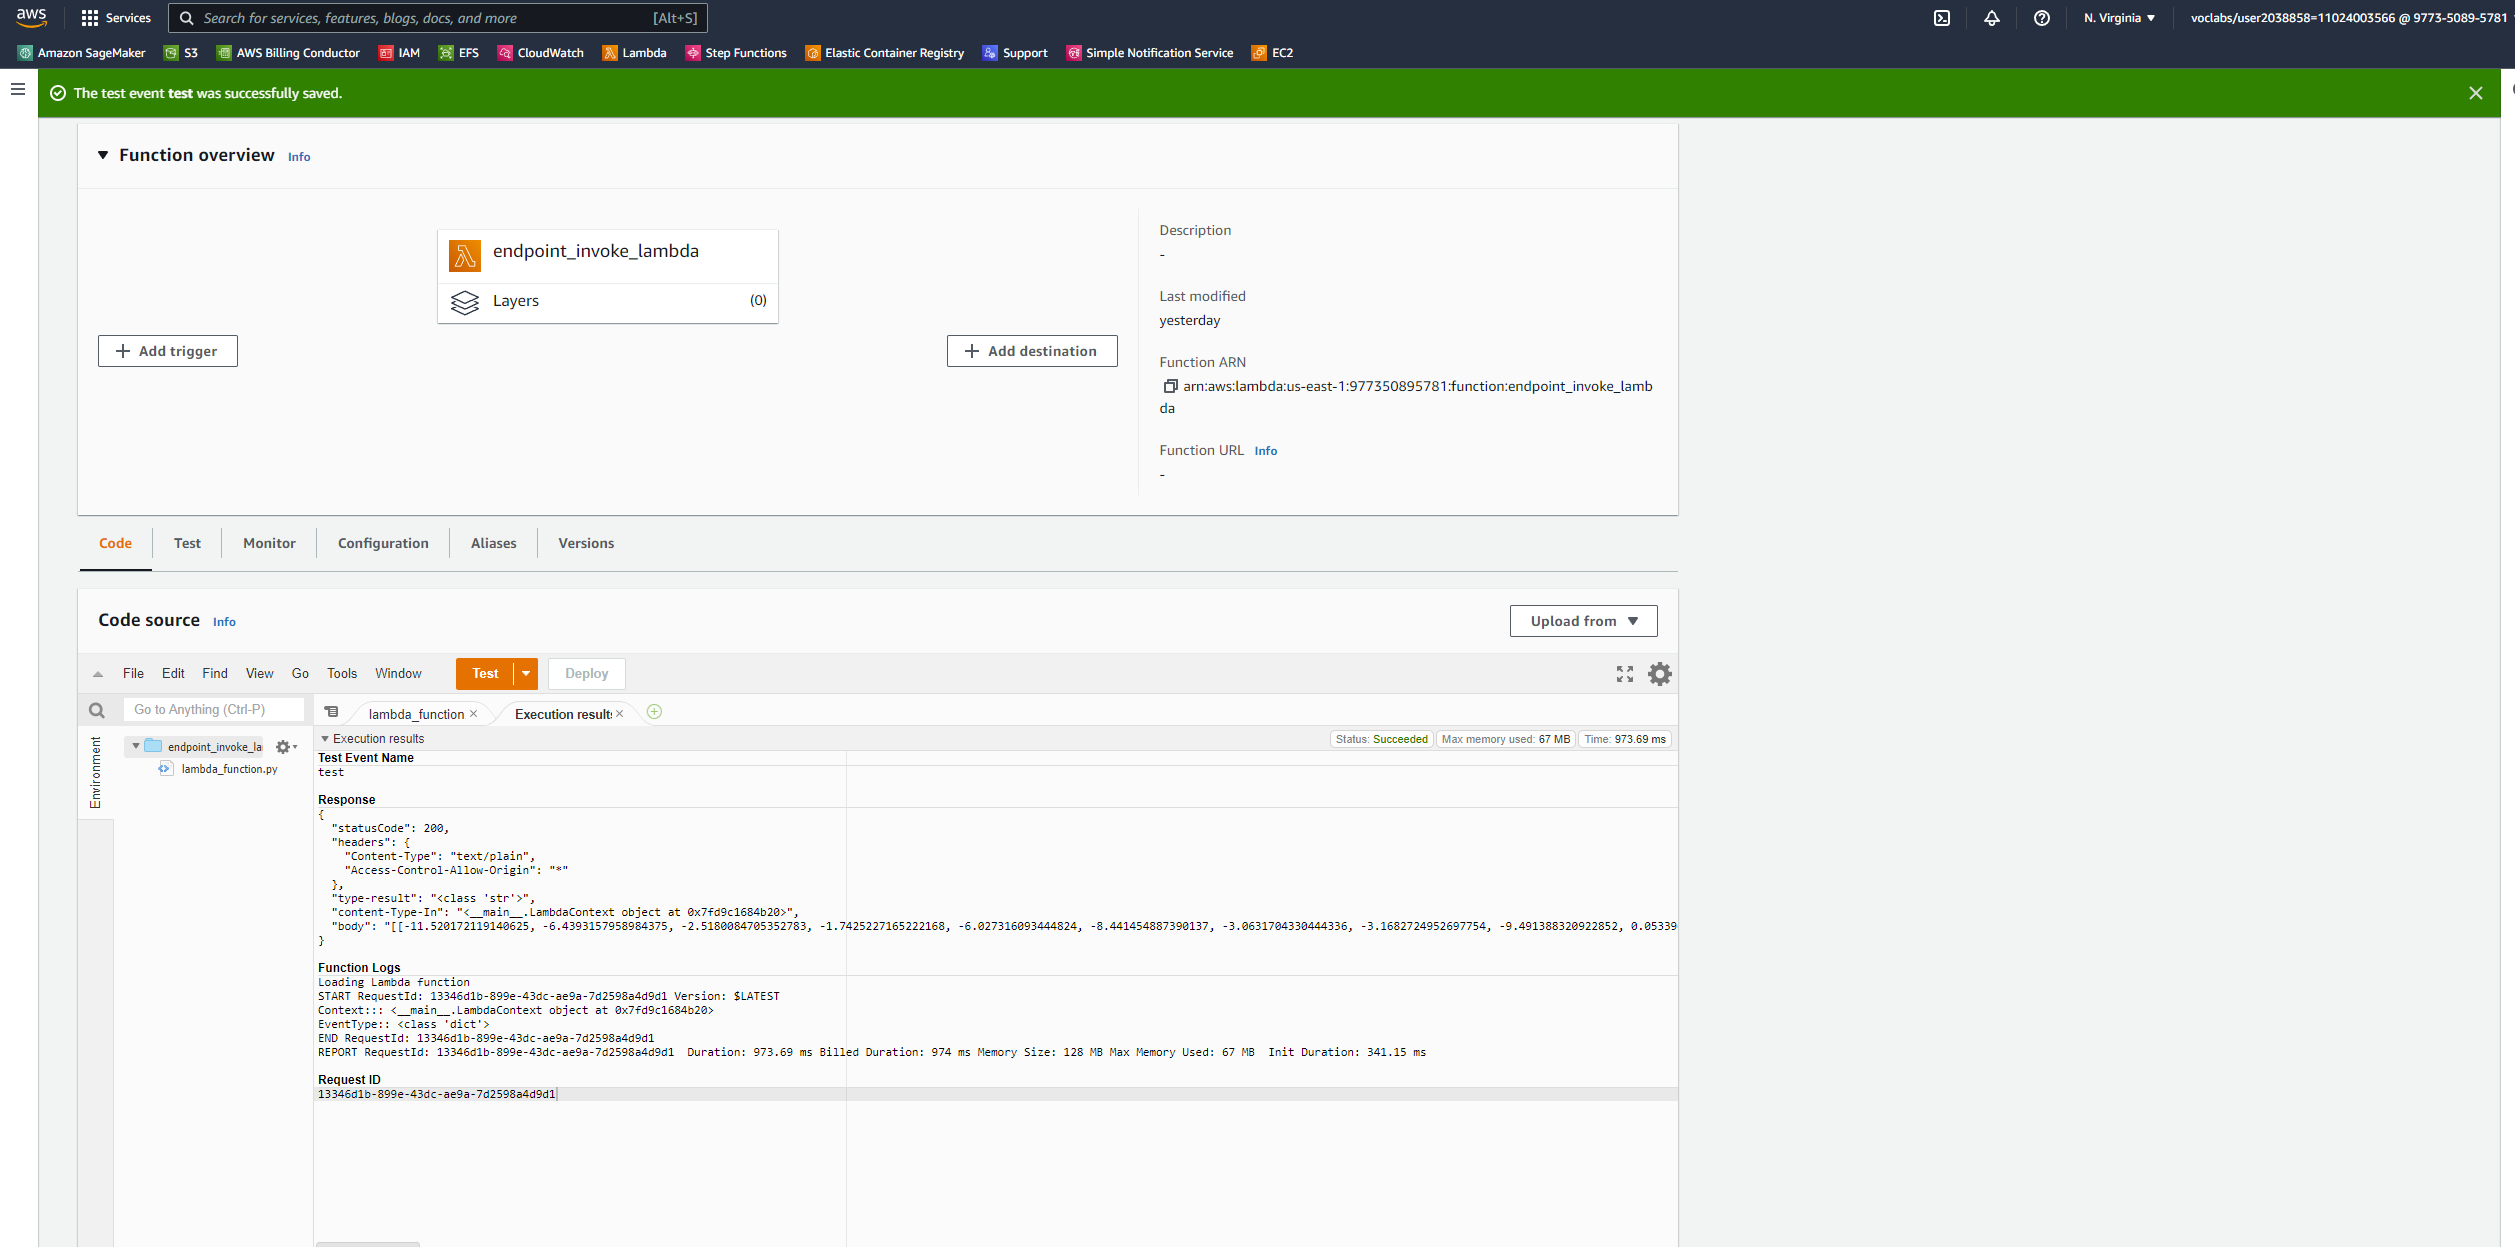 aws
Services
Search for services, features, blogs, docs, and more
[Alt+S]
N. Virginia
voclabs/user2038858=11024003566 @ 9773-5089-5781
Amazon SageMaker
S3
AWS Billing Conductor
IAM
EFS
CloudWatch
Lambda
Step Functions
Elastic Container Registry
Support
Simple Notification Service
EC2
The test event test was successfully saved.
Function overview Info
endpoint_invoke_lambda
Layers (0)
Add trigger
Add destination
Description
-
Last modified
yesterday
Function ARN
arn:aws:lambda:us-east-1:977350895781:function:endpoint_invoke_lamb
da
Function URL Info
-
Code
Test
Monitor
Configuration
Aliases
Versions
Code source Info
Upload from
File Edit Find View Go Tools Window
Test
Deploy
Go to Anything (Ctrl-P)
lambda_function
Execution result
Environment
endpoint_invoke_la
lambda_function.py
Execution results
Status: Succeeded
Max memory used: 67 MB
Time: 973.69 ms
Test Event Name
test
Response
{
"statusCode": 200,
"headers": {
"Content-Type": "text/plain",
"Access-Control-Allow-Origin": "*"
},
"type-result": "<class 'str'>",
"content-Type-In": "<__main__.LambdaContext object at 0x7fd9c1684b20>",
"body": "[[-11.520172119140625, -6.4393157958984375, -2.5180084705352783, -1.7425227165222168, -6.027316093444824, -8.441454887390137, -3.0631704330444336, -3.1682724952697754, -9.491388320922852, 0.05339
}
Function Logs
Loading Lambda function
START RequestId: 13346d1b-899e-43dc-ae9a-7d2598a4d9d1 Version: $LATEST
Context::: <__main__.LambdaContext object at 0x7fd9c1684b20>
EventType:: <class 'dict'>
END RequestId: 13346d1b-899e-43dc-ae9a-7d2598a4d9d1
REPORT RequestId: 13346d1b-899e-43dc-ae9a-7d2598a4d9d1 Duration: 973.69 ms Billed Duration: 974 ms Memory Size: 128 MB Max Memory Used: 67 MB Init Duration: 341.15 ms
Request ID
13346d1b-899e-43dc-ae9a-7d2598a4d9d1